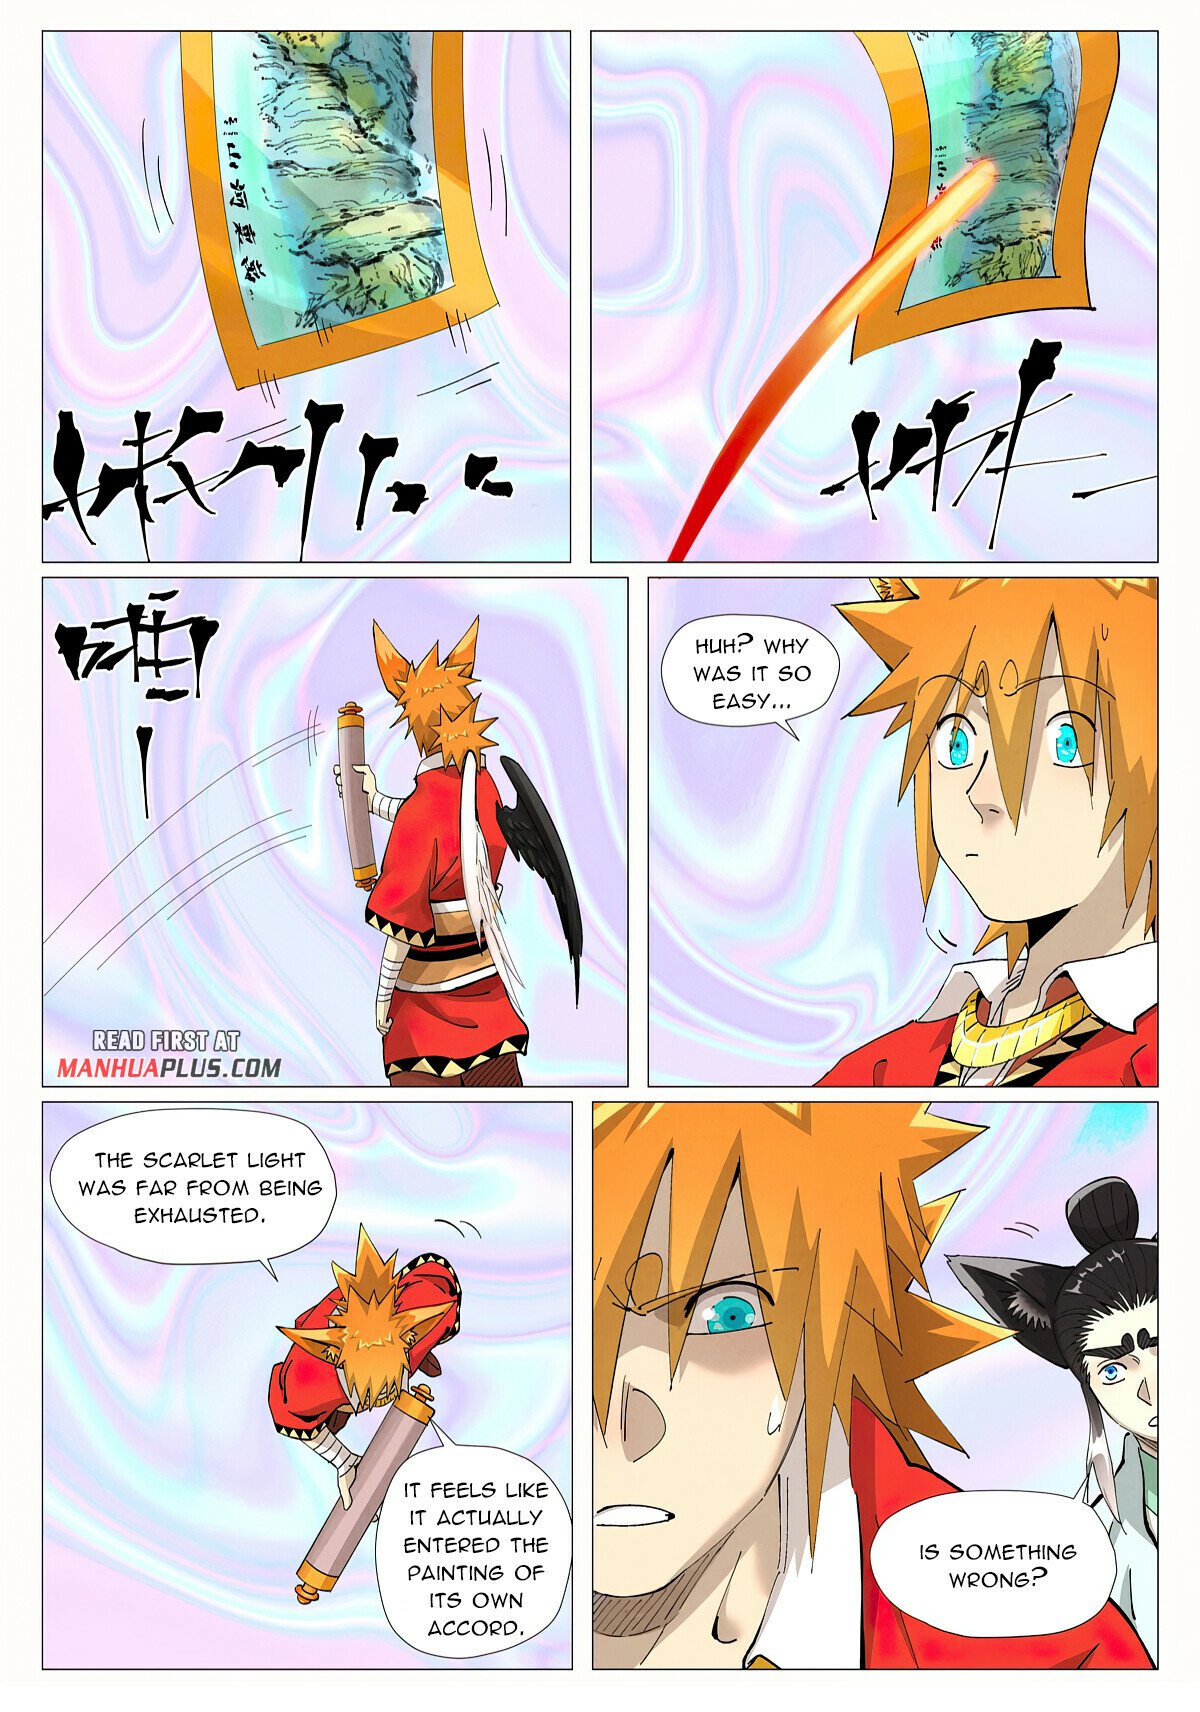 唾
!
HUH? WHY
WAS IT SO
EASY...
READ FIRST AT
MANHUAPLUS.COM
THE SCARLET LIGHT
WAS FAR FROM BEING
EXHAUSTED.
IT FEELS LIKE
IT ACTUALLY
ENTERED THE
PAINTING OF
ITS OWN
ACCORD.
IS SOMETHING
WRONG?